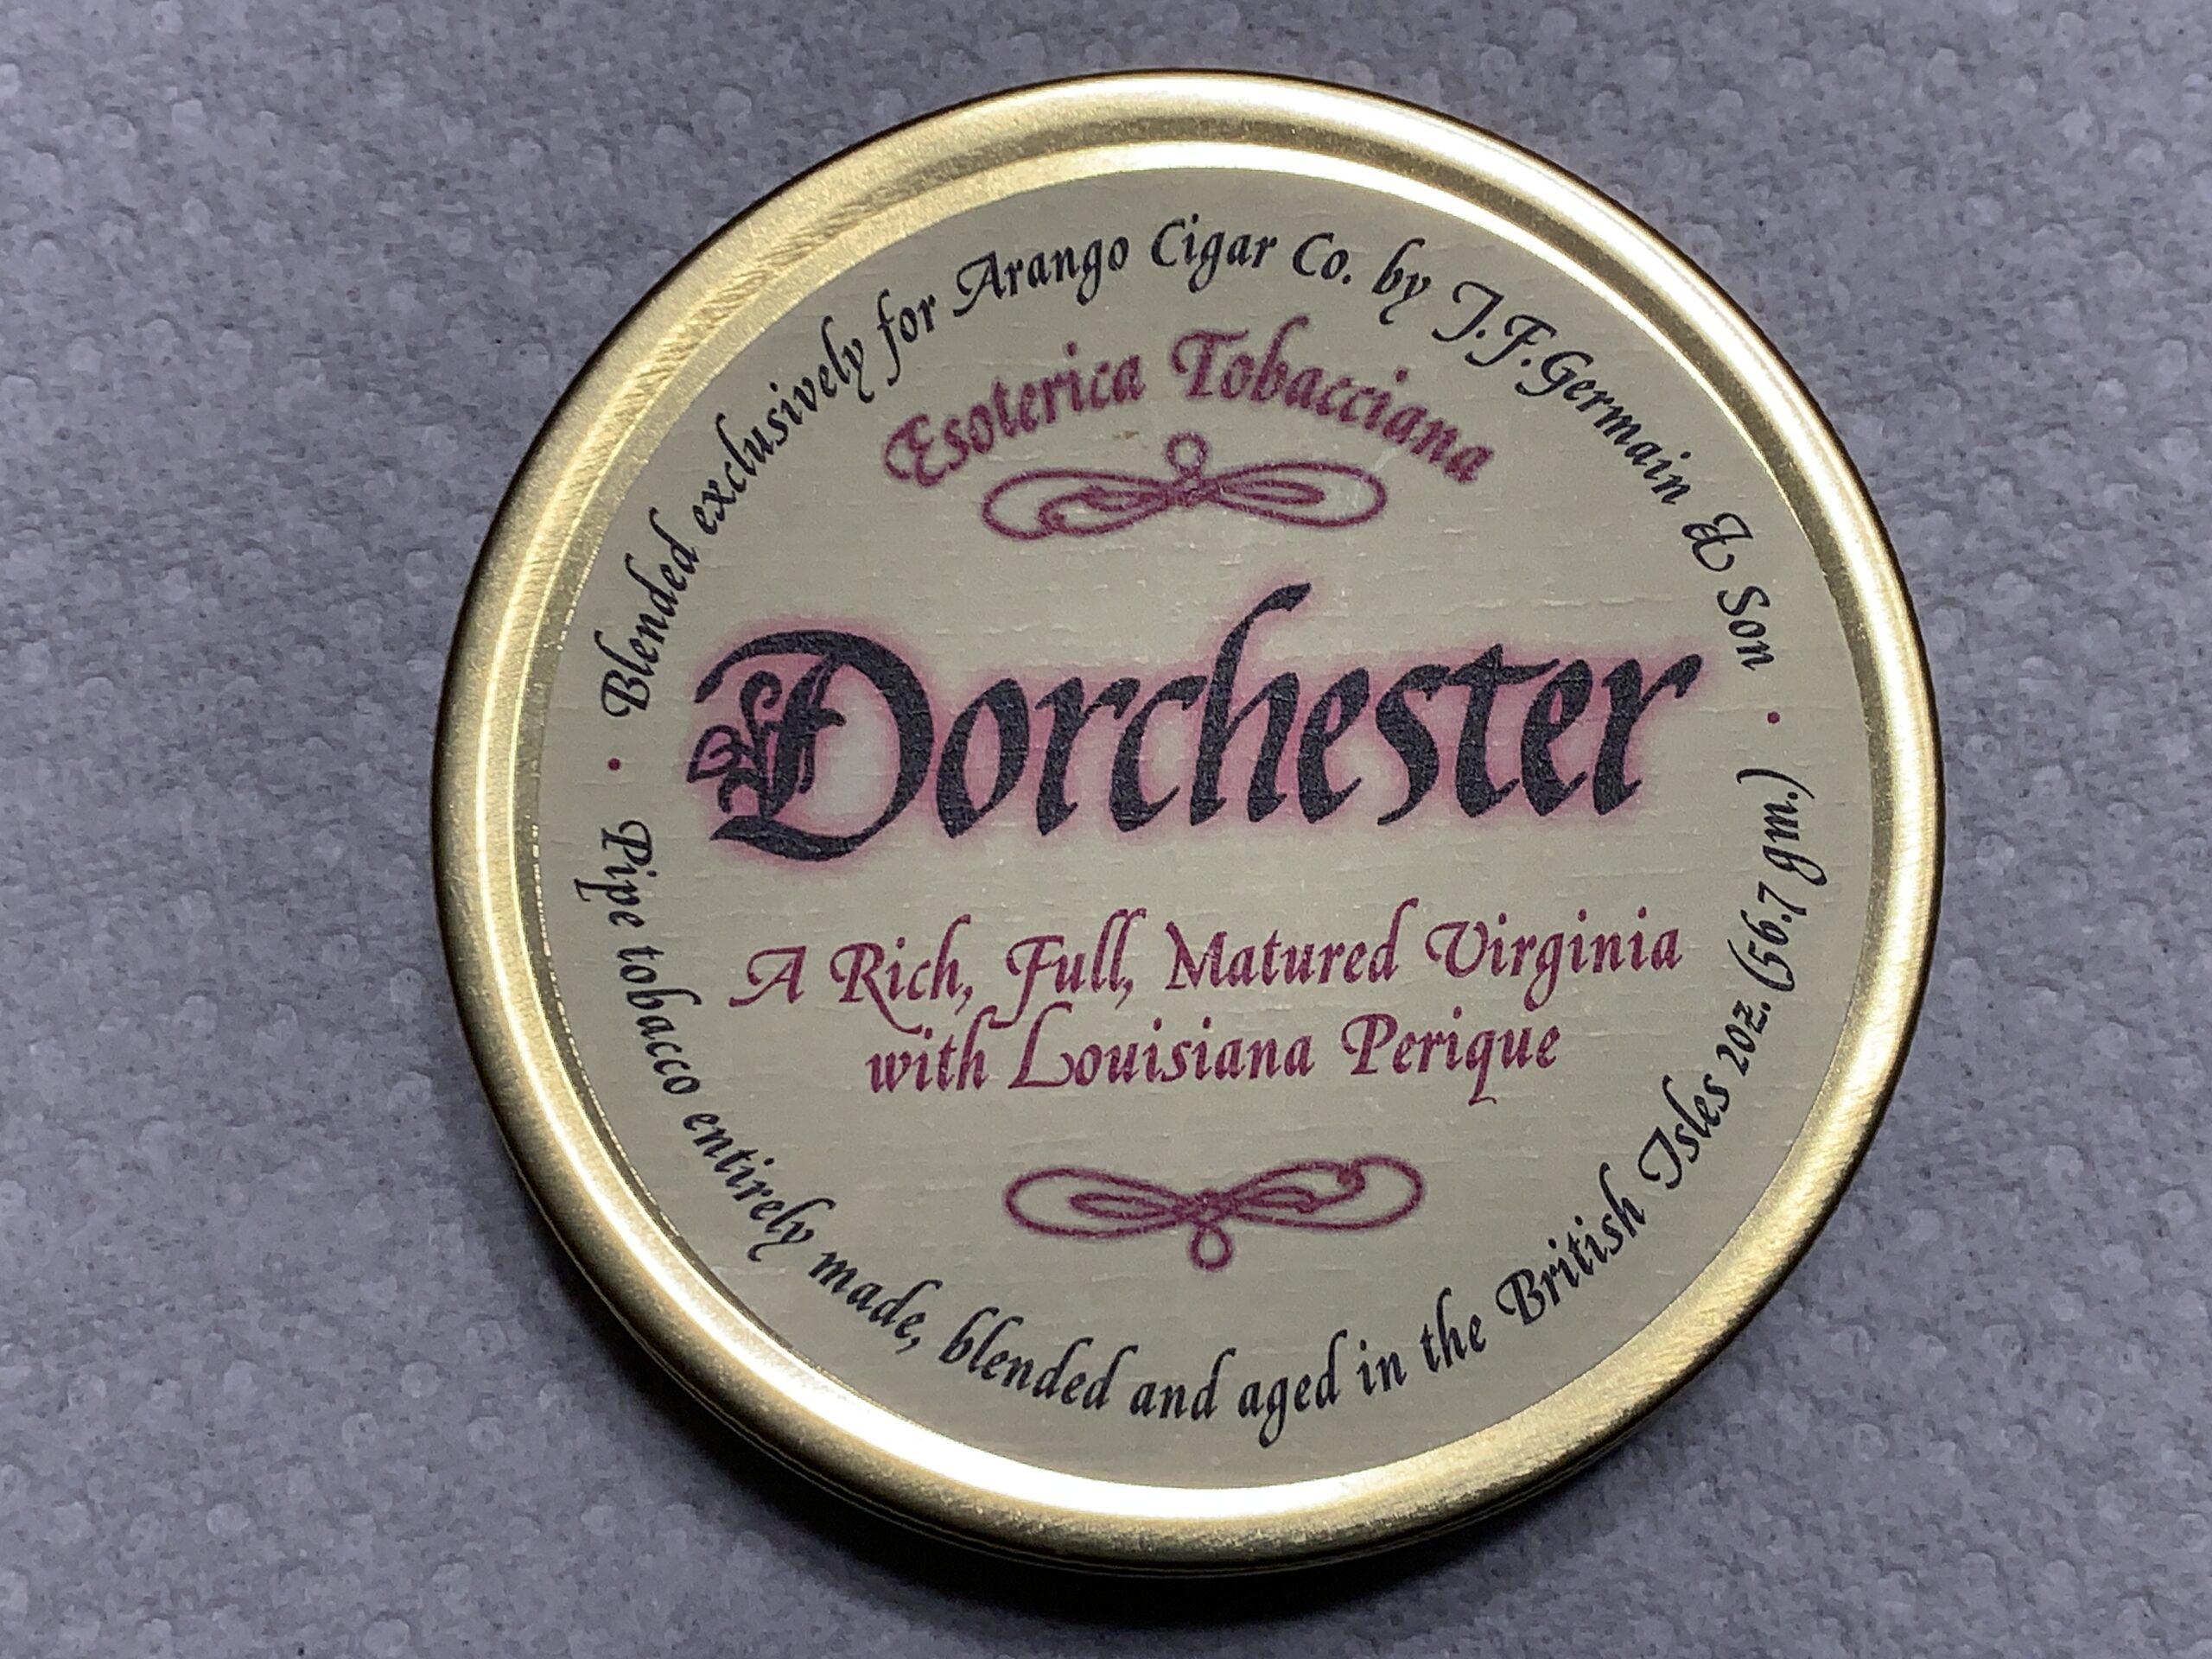 • Blended exclusively for Arango Cigar Co. by J.F. Germain & Son •
Esoterica Tobacciana
Dorchester
A Rich, Full, Matured Virginia
with Louisiana Perique
Pipe tobacco entirely made, blended and aged in the British Isles 2oz. (56.7 gm.)